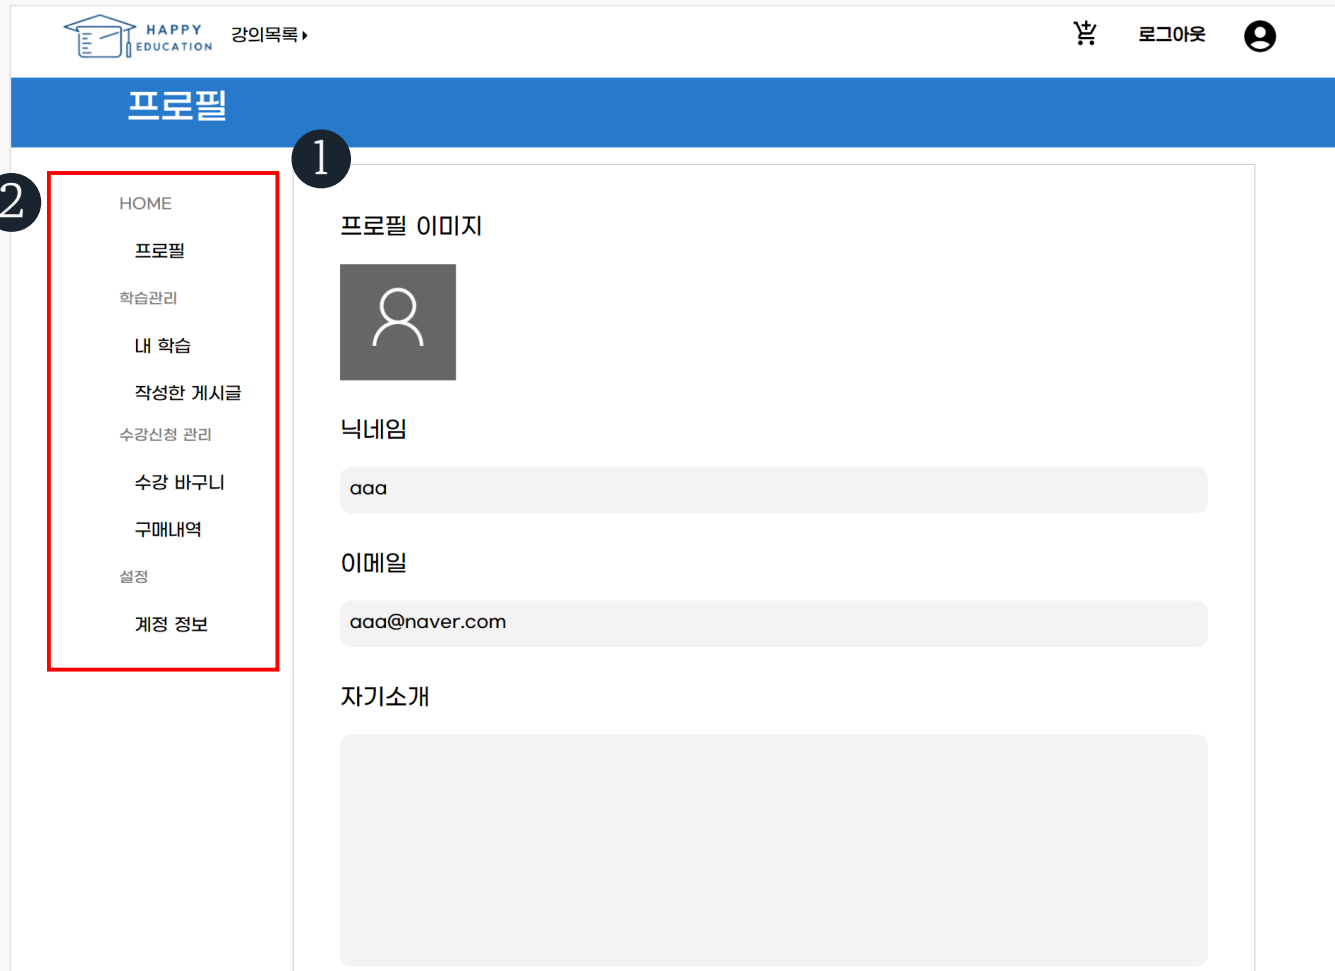 HAPPY
EDUCATION
강의목록
로그아웃
프로필
1
2
HOME
프로필
학습관리
내 학습
작성한 게시글
수강신청 관리
수강 바구니
구매내역
설정
계정 정보
프로필 이미지
닉네임
aaa
이메일
aaa@naver.com
자기소개